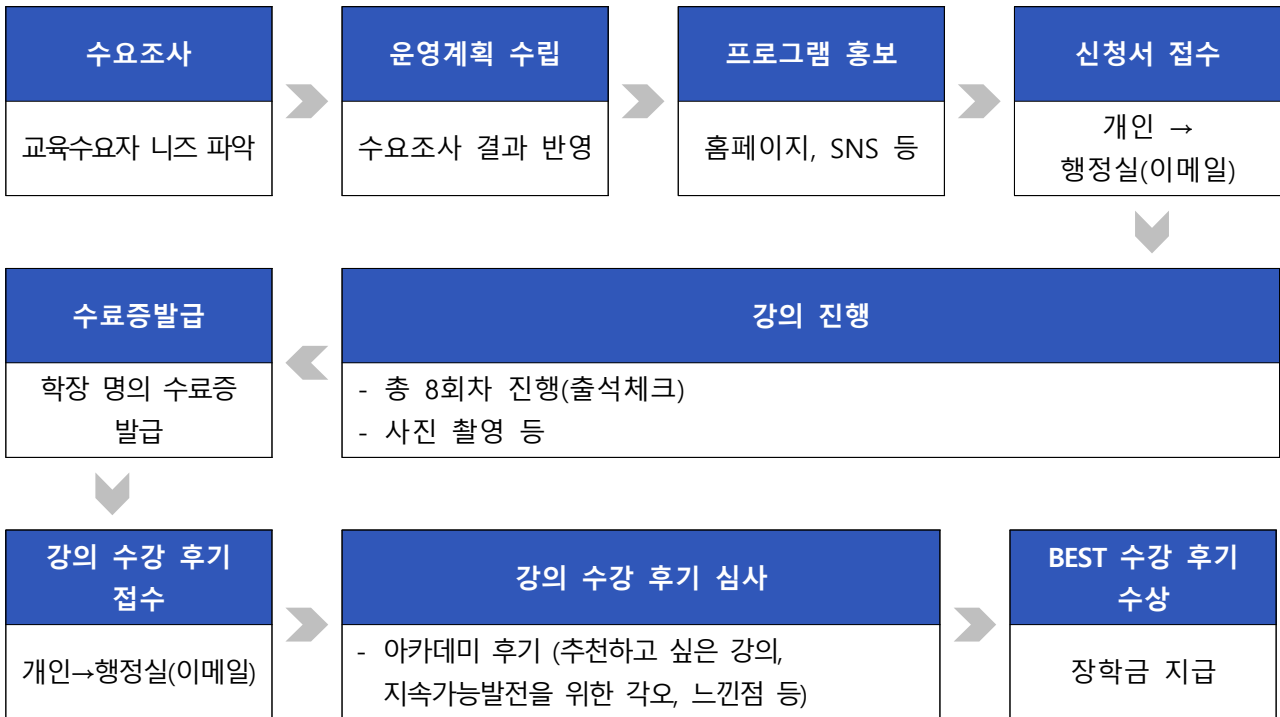 수요조사
교육수요자 니즈 파악
운영계획 수립
수요조사 결과 반영
프로그램 홍보
홈페이지, SNS 등
신청서 접수
개인 →
행정실(이메일)
강의 진행
- 총 8회차 진행(출석체크)
- 사진 촬영 등
수료증발급
학장 명의 수료증
발급
강의 수강 후기
접수
개인→행정실(이메일)
강의 수강 후기 심사
- 아카데미 후기 (추천하고 싶은 강의,
지속가능발전을 위한 각오, 느낀점 등)
BEST 수강 후기
수상
장학금 지급